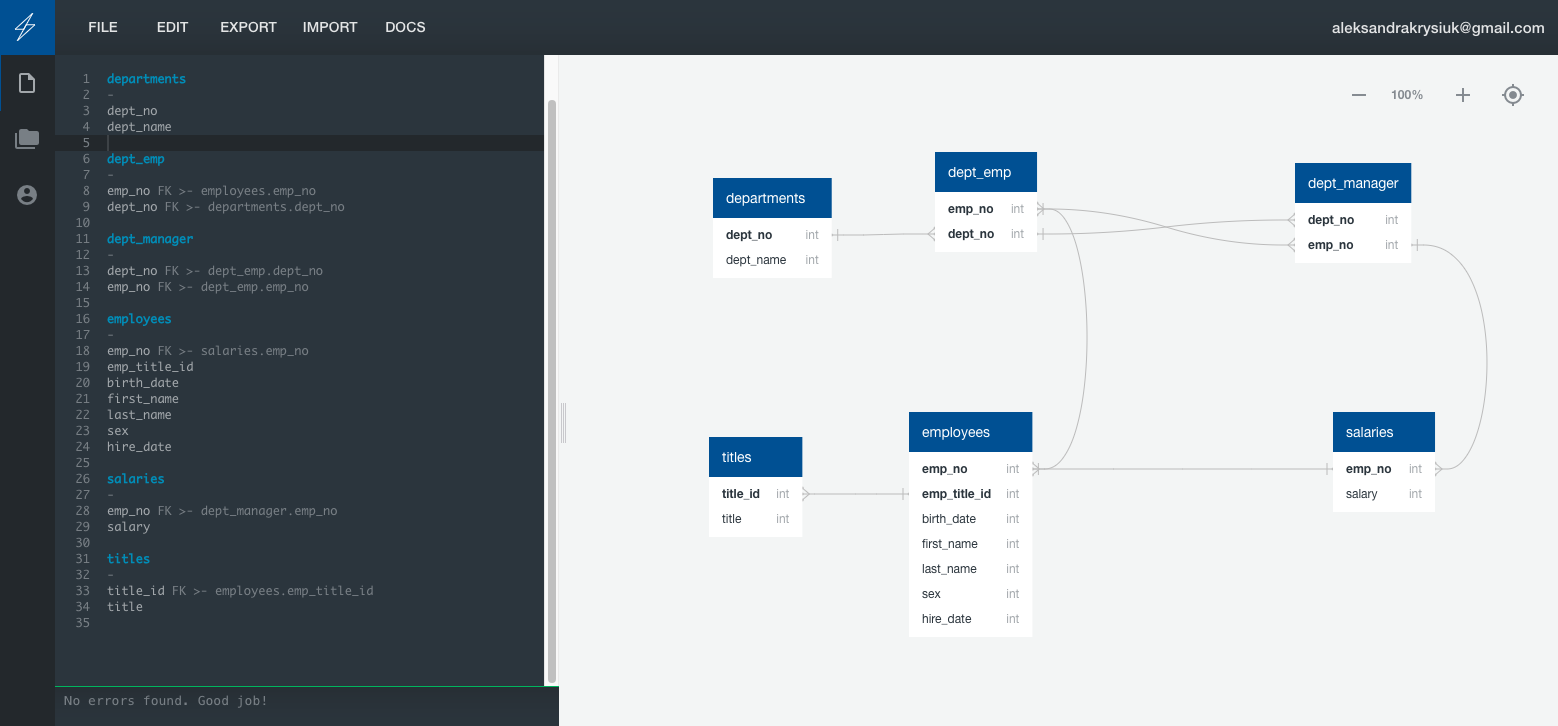 FILE EDIT EXPORT IMPORT DOCS aleksandrakrysiuk@gmail.com
1 departments
2 -
3 dept_no
4 dept_name
5
6 dept_emp
7 -
8 emp_no FK >- employees.emp_no
9 dept_no FK >- departments.dept_no
10
11 dept_manager
12 -
13 dept_no FK >- dept_emp.dept_no
14 emp_no FK >- dept_emp.emp_no
15
16 employees
17 -
18 emp_no FK >- salaries.emp_no
19 emp_title_id
20 birth_date
21 first_name
22 last_name
23 sex
24 hire_date
25
26 salaries
27 -
28 emp_no FK >- dept_manager.emp_no
29 salary
30
31 titles
32 -
33 title_id FK >- employees.emp_title_id
34 title
35
No errors found. Good job!
100%
departments
dept_no int
dept_name int
dept_emp
emp_no int
dept_no int
dept_manager
dept_no int
emp_no int
titles
title_id int
title int
employees
emp_no int
emp_title_id int
birth_date int
first_name int
last_name int
sex int
hire_date int
salaries
emp_no int
salary int